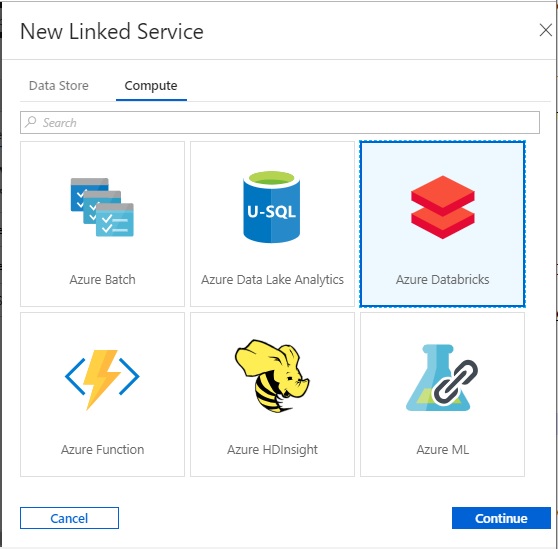 New Linked Service
Data Store Compute
Search
U-SQL
Azure Batch Azure Data Lake Analytics Azure Databricks
Azure Function Azure HDInsight Azure ML
Cancel Continue